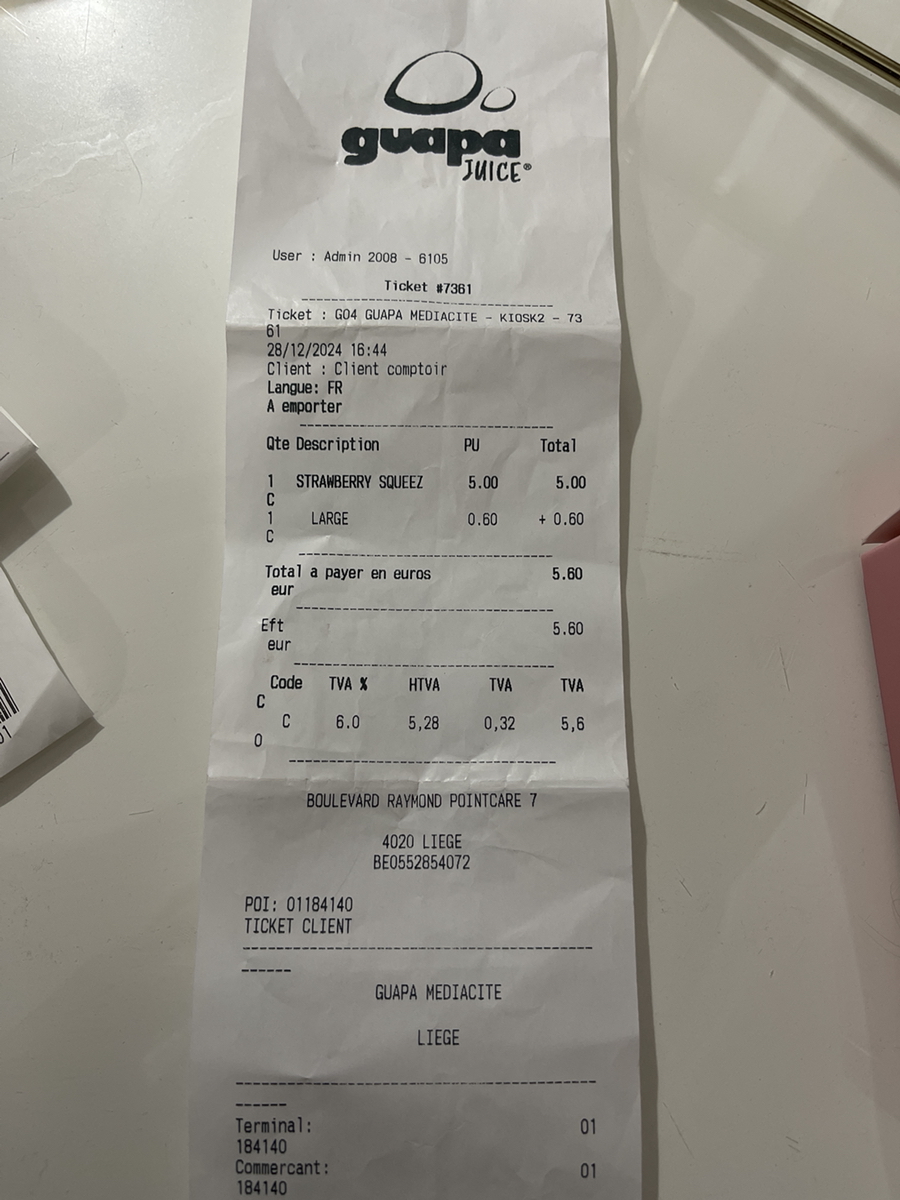 guapa
JUICE®
User : Admin 2008 - 6105
Ticket #7361
Ticket : G04 GUAPA MEDIACITE - KIOSK2 - 73
61
28/12/2024 16:44
Client : Client comptoir
Langue: FR
A emporter
Qte Description PU Total
1 STRAWBERRY SQUEEZ 5.00 5.00
C
1 LARGE 0.60 + 0.60
C
Total a payer en euros 5.60
eur
Eft 5.60
eur
Code TVA % HTVA TVA TVA
C
C 6.0 5,28 0,32 5,6
0
BOULEVARD RAYMOND POINTCARE 7
4020 LIEGE
BE0552854072
POI: 01184140
TICKET CLIENT
GUAPA MEDIACITE
LIEGE
Terminal: 01
184140
Commercant: 01
184140
01